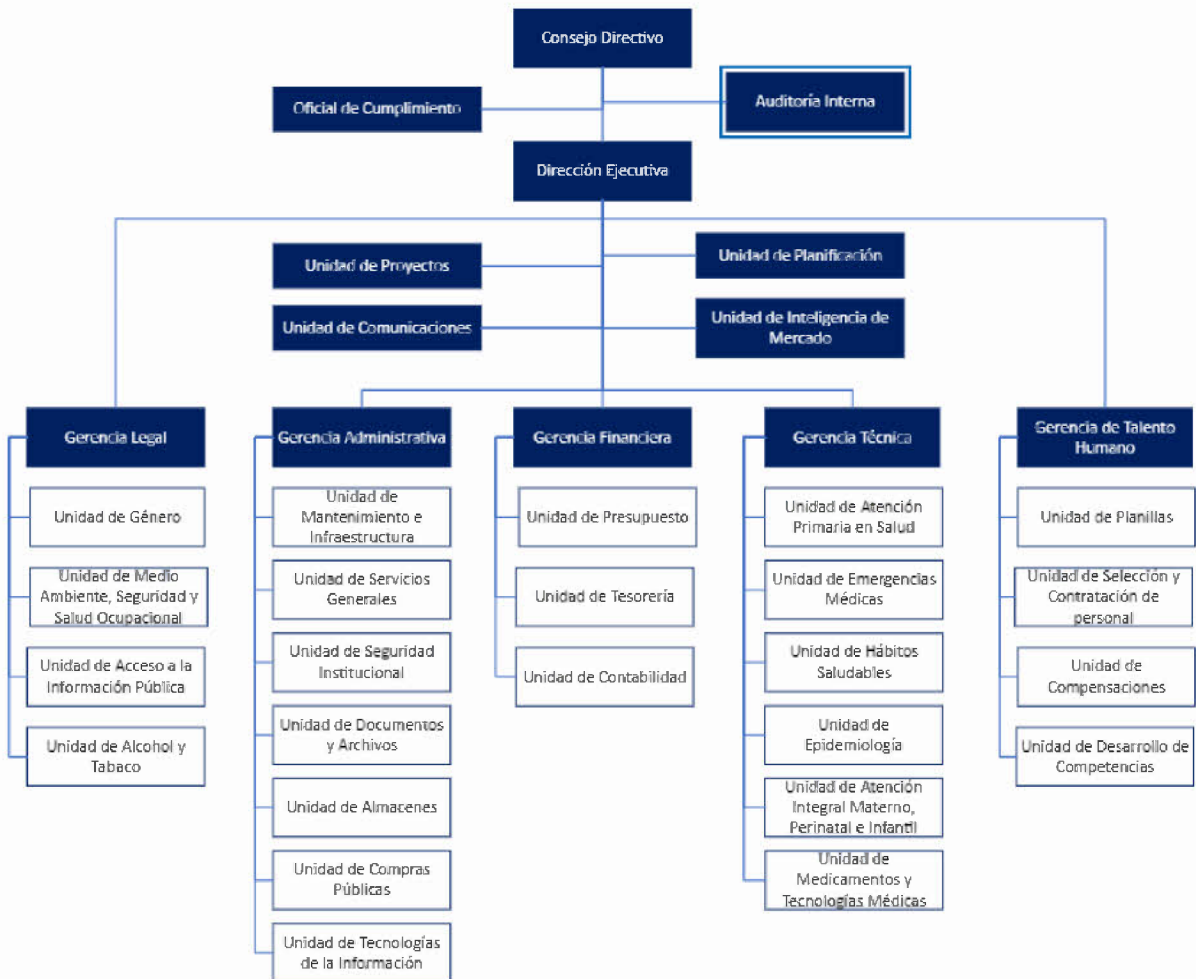 Consejo Directivo
Oficial de Cumplimiento
Auditoría Interna
Dirección Ejecutiva
Unidad de Proyectos
Unidad de Planificación
Unidad de Comunicaciones
Unidad de Inteligencia de
Mercado
Gerencia Legal
Unidad de Género
Unidad de Medio
Ambiente, Seguridad y
Salud Ocupacional
Unidad de Acceso a la
Información Pública
Unidad de Alcohol y
Tabaco
Gerencia Administrativa
Unidad de
Mantenimiento e
Infraestructura
Unidad de Servicios
Generales
Unidad de Seguridad
Institucional
Unidad de Documentos
y Archivos
Unidad de Almacenes
Unidad de Compras
Públicas
Unidad de Tecnologías
de la Información
Gerencia Financiera
Unidad de Presupuesto
Unidad de Tesorería
Unidad de Contabilidad
Gerencia Técnica
Unidad de Atención
Primaria en Salud
Unidad de Emergencias
Médicas
Unidad de Hábitos
Saludables
Unidad de
Epidemiología
Unidad de Atención
Integral Materno,
Perinatal e Infantil
Unidad de
Medicamentos y
Tecnologías Médicas
Gerencia de Talento
Humano
Unidad de Planillas
Unidad de Selección y
Contratación de
personal
Unidad de
Compensaciones
Unidad de Desarrollo de
Competencias